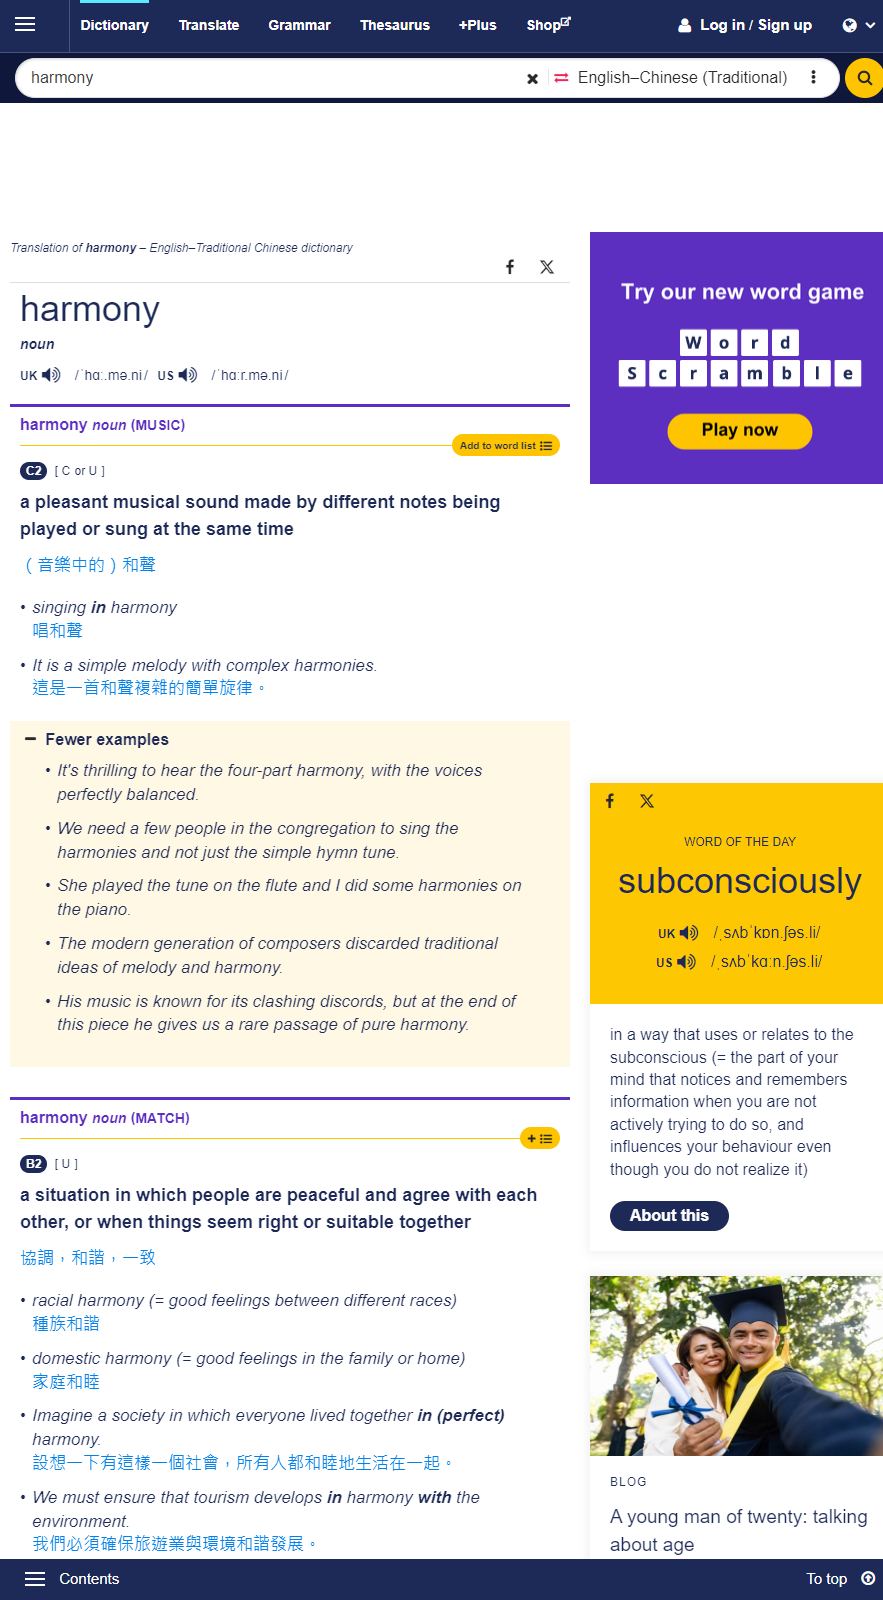 Dictionary Translate Grammar Thesaurus +Plus Shop Log in / Sign up
harmony English–Chinese (Traditional)
Translation of harmony – English–Traditional Chinese dictionary
harmony
noun
UK /ˈhɑː.mə.ni/ US /ˈhɑːr.mə.ni/
harmony noun (MUSIC)
Add to word list
C2 [ C or U ]
a pleasant musical sound made by different notes being
played or sung at the same time
（音樂中的）和聲
• singing in harmony
唱和聲
• It is a simple melody with complex harmonies.
這是一首和聲複雜的簡單旋律。
Fewer examples
• It's thrilling to hear the four-part harmony, with the voices
perfectly balanced.
• We need a few people in the congregation to sing the
harmonies and not just the simple hymn tune.
• She played the tune on the flute and I did some harmonies on
the piano.
• The modern generation of composers discarded traditional
ideas of melody and harmony.
• His music is known for its clashing discords, but at the end of
this piece he gives us a rare passage of pure harmony.
harmony noun (MATCH)
+
B2 [ U ]
a situation in which people are peaceful and agree with each
other, or when things seem right or suitable together
協調，和諧，一致
• racial harmony (= good feelings between different races)
種族和諧
• domestic harmony (= good feelings in the family or home)
家庭和睦
• Imagine a society in which everyone lived together in (perfect)
harmony.
設想一下有這樣一個社會，所有人都和睦地生活在一起。
• We must ensure that tourism develops in harmony with the
environment.
我們必須確保旅遊業與環境和諧發展。
Try our new word game
Word
Scramble
Play now
WORD OF THE DAY
subconsciously
UK /ˌsʌbˈkɒn.ʃəs.li/
US /ˌsʌbˈkɑːn.ʃəs.li/
in a way that uses or relates to the
subconscious (= the part of your
mind that notices and remembers
information when you are not
actively trying to do so, and
influences your behaviour even
though you do not realize it)
About this
BLOG
A young man of twenty: talking
about age
Contents To top